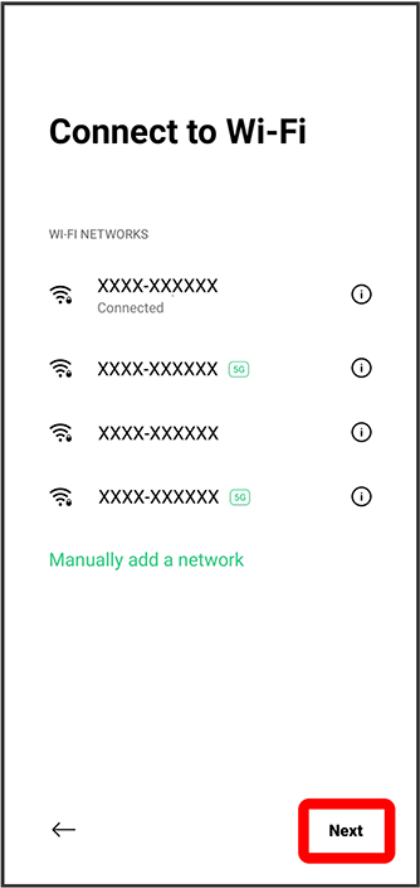 Connect to Wi-Fi
WI-FI NETWORKS
XXXX-XXXXXX
Connected
XXXX-XXXXXX 5G
XXXX-XXXXXX
XXXX-XXXXXX 5G
Manually add a network
Next